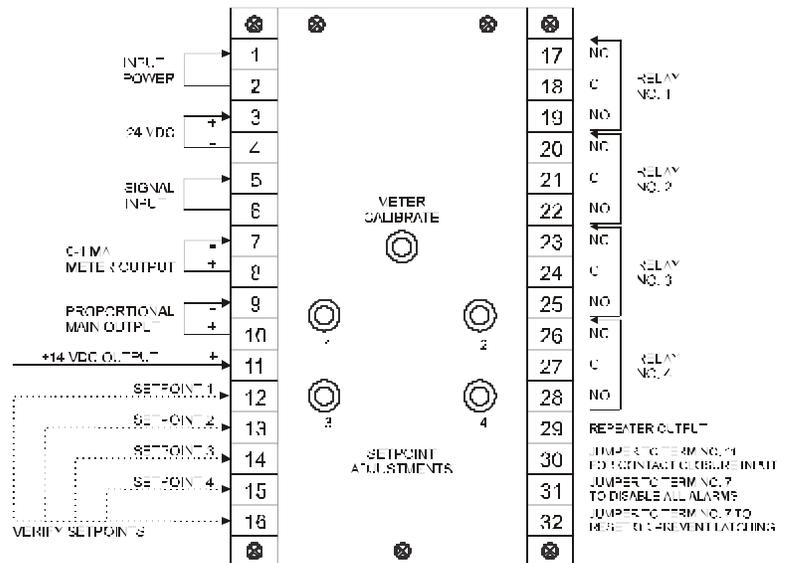 INPUT
POWER
24 VDC
+
-
SIGNAL
INPUT
0-1 MA
METER OUTPUT
-
+
PROPORTIONAL
MAIN OUTPUT
-
+
+14 VDC OUTPUT +
SETPOINT 1
SETPOINT 2
SETPOINT 3
SETPOINT 4
VERIFY SETPOINTS
1
2
3
4
5
6
7
8
9
10
11
12
13
14
15
16
METER
CALIBRATE
1
2
3
4
SETPOINT
ADJUSTMENTS
17
18
19
20
21
22
23
24
25
26
27
28
29
30
31
32
NC
C
NO
RELAY
NO. 1
NC
C
NO
RELAY
NO. 2
NC
C
NO
RELAY
NO. 3
NC
C
NO
RELAY
NO. 4
REPEATER OUTPUT
JUMPER TO TERM NO. 11
FOR CONTACT CLOSURE INPUT
JUMPER TO TERM NO. 7
TO DISABLE ALL ALARMS
JUMPER TO TERM NO. 7 TO
RESET OR PREVENT LATCHING